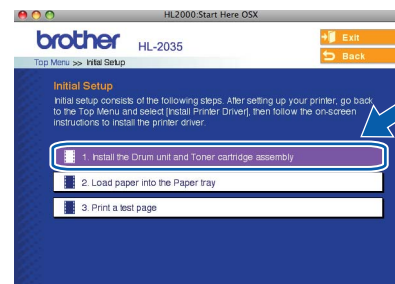 HL2000:Start Here OSX
brother
HL-2035
Exit
Back
Top Menu >> Initial Setup
Initial Setup
Initial setup consists of the following steps. After setting up your printer, go back
to the Top Menu and select [Install Printer Driver], then follow the on-screen
instructions to install the printer driver.
1. Install the Drum unit and Toner cartridge assembly
2. Load paper into the Paper tray
3. Print a test page